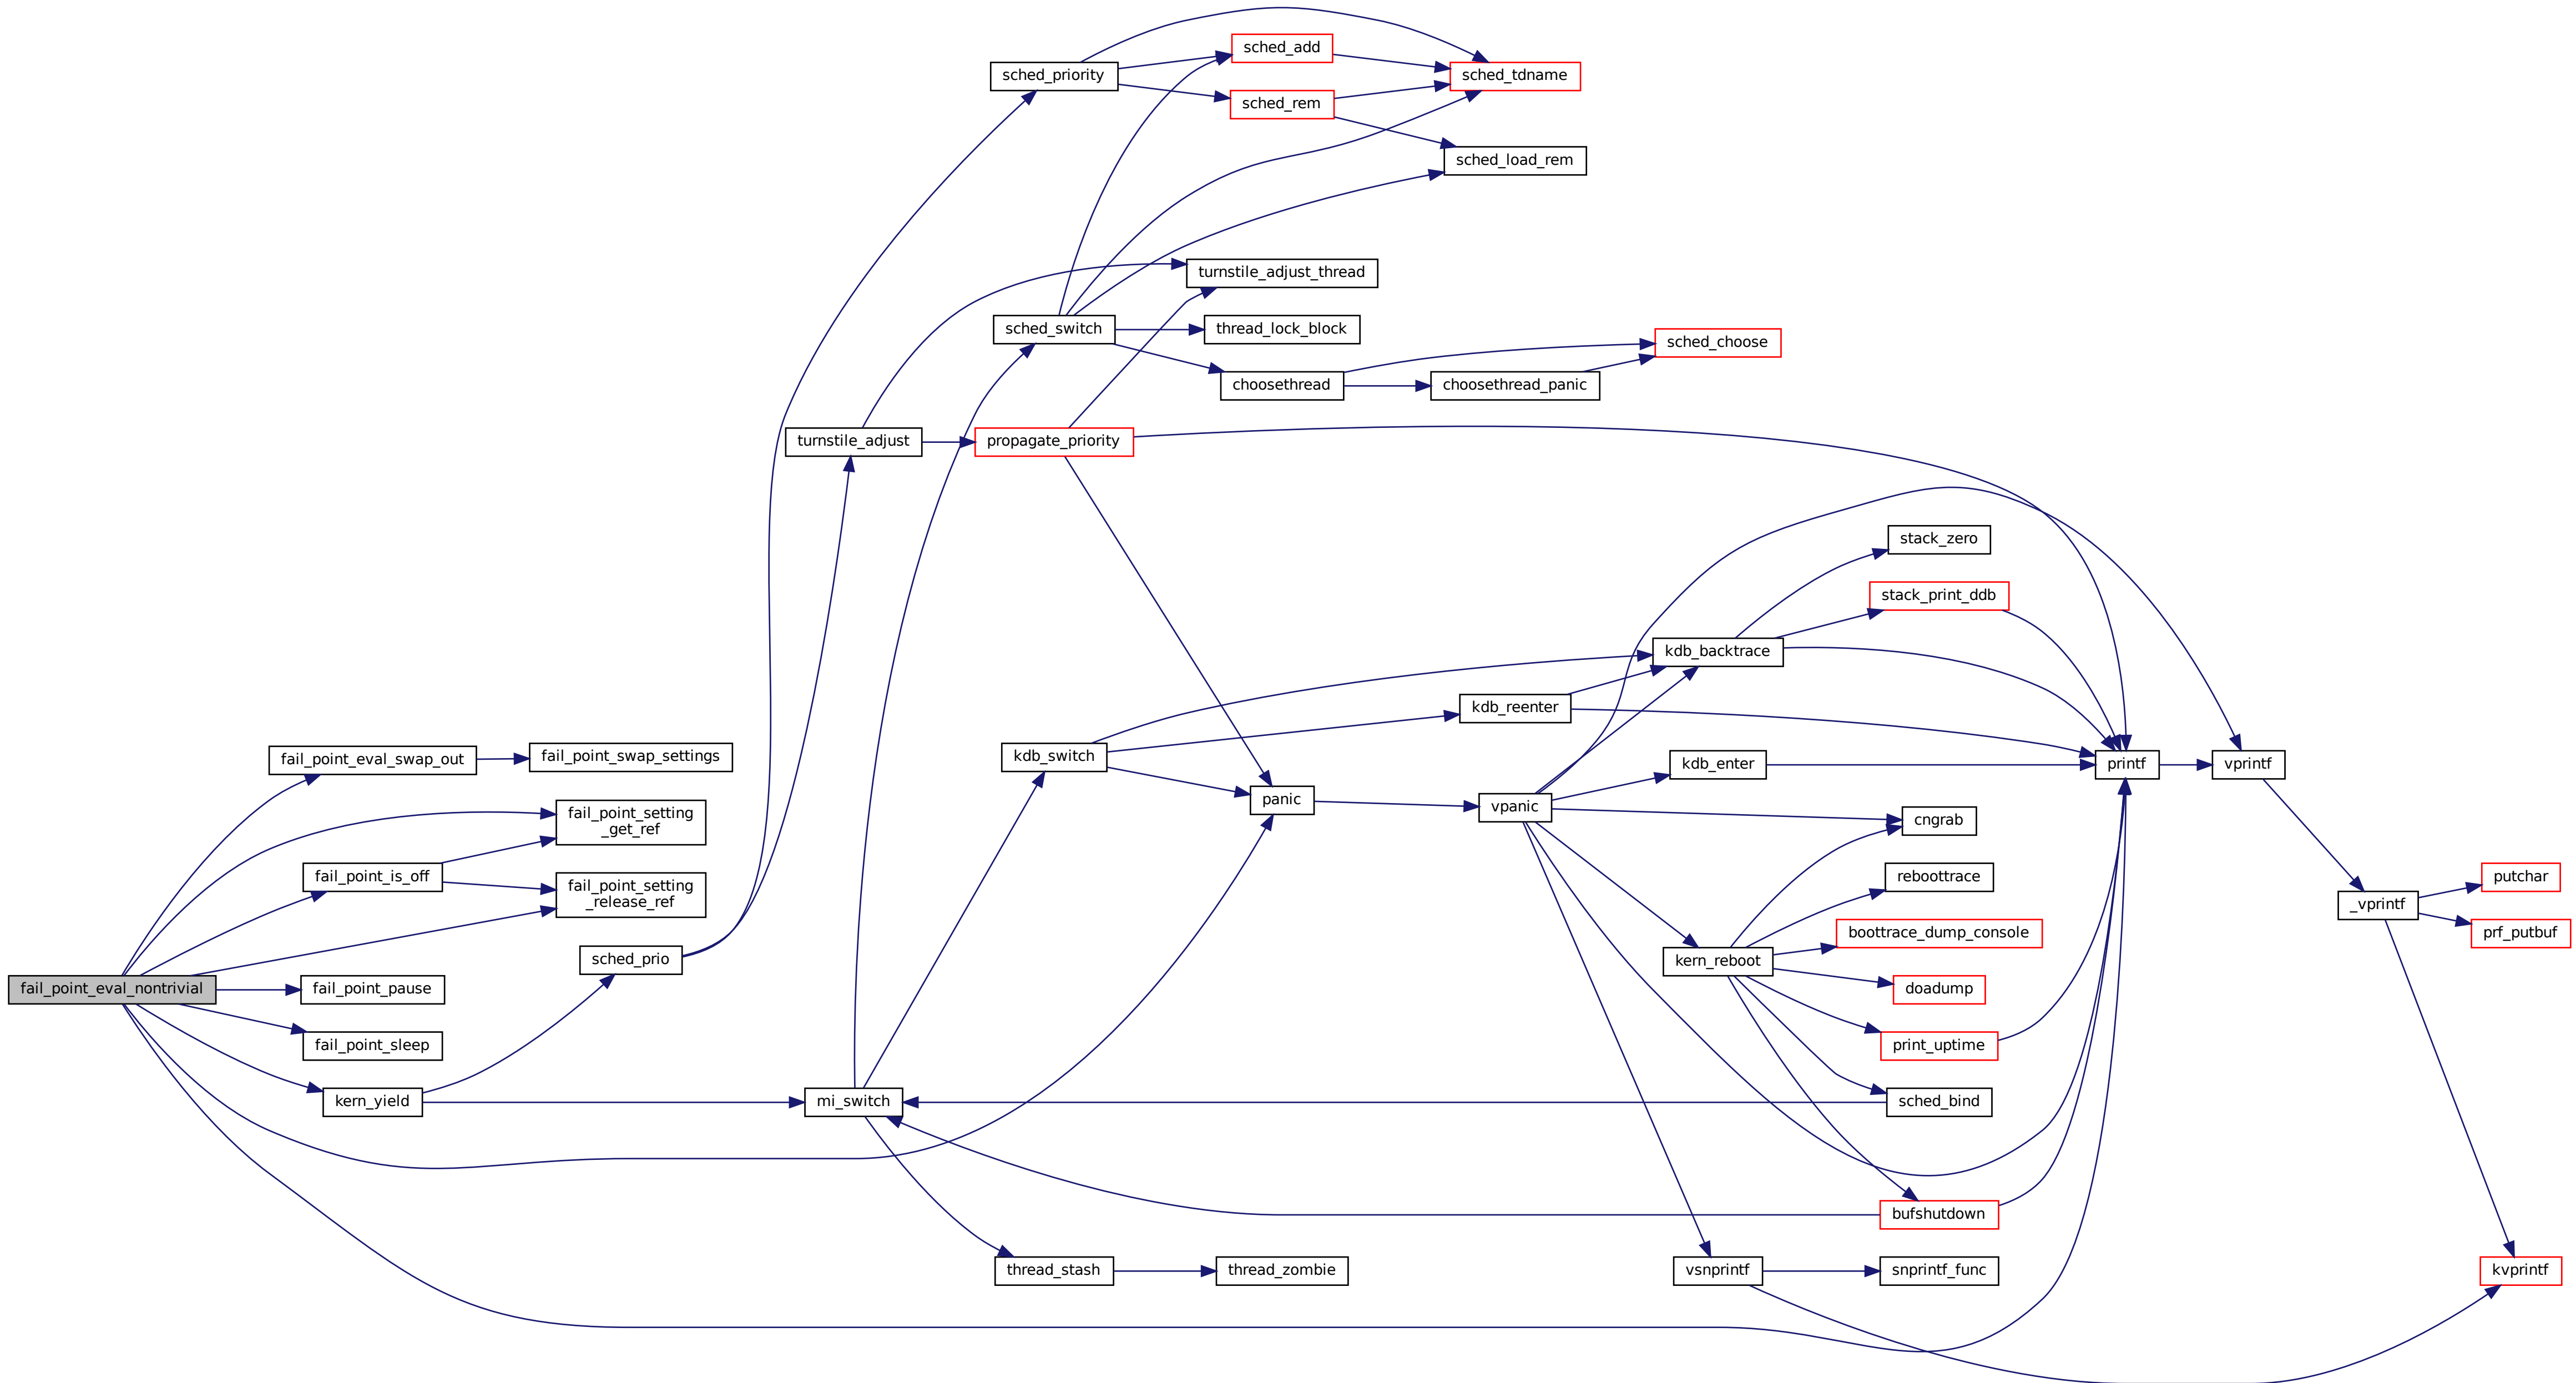 sched_add
sched_priority
sched_tdname
sched_rem
sched_load_rem
turnstile_adjust_thread
sched_switch
thread_lock_block
sched_choose
choosethread
choosethread_panic
turnstile_adjust
propagate_priority
stack_zero
stack_print_ddb
kdb_backtrace
kdb_reenter
kdb_switch
fail_point_eval_swap_out
fail_point_swap_settings
kdb_enter
printf
vprintf
panic
vpanic
fail_point_setting
_get_ref
cngrab
fail_point_is_off
reboottrace
putchar
fail_point_setting
_release_ref
_vprintf
boottrace_dump_console
prf_putbuf
sched_prio
kern_reboot
fail_point_eval_nontrivial
fail_point_pause
doadump
fail_point_sleep
print_uptime
kern_yield
mi_switch
sched_bind
bufshutdown
thread_stash
thread_zombie
vsnprintf
snprintf_func
kvprintf